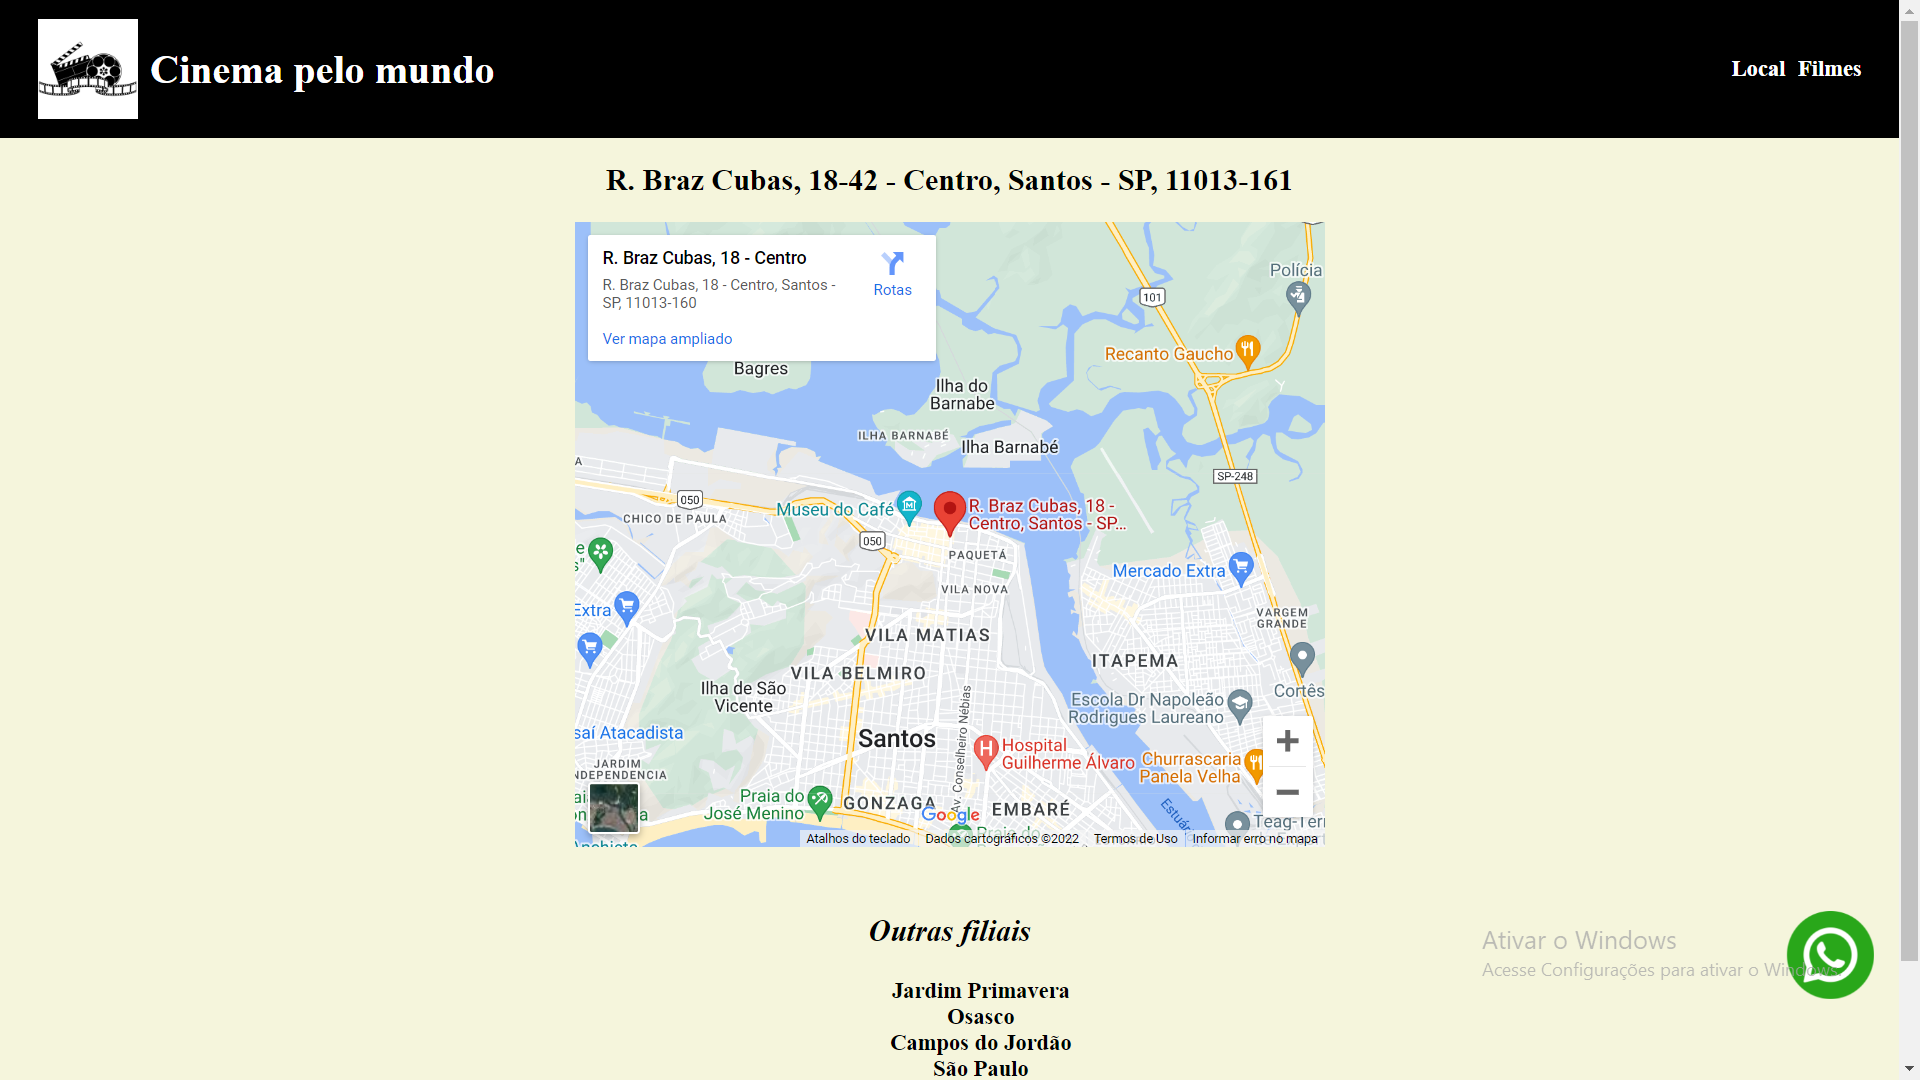 Cinema pelo mundo
Local Filmes
R. Braz Cubas, 18-42 - Centro, Santos - SP, 11013-161
R. Braz Cubas, 18 - Centro
R. Braz Cubas, 18 - Centro, Santos -
SP, 11013-160
Rotas
Ver mapa ampliado
Bagres
Polícia
101
Recanto Gaucho
Ilha do
Barnabe
ILHA BARNABÉ
Ilha Barnabé
SP-248
A
050
CHICO DE PAULA
Museu do Café
R. Braz Cubas, 18 -
Centro, Santos - SP...
050
PAQUETÁ
Mercado Extra
VILA NOVA
Extra
VARGEM
GRANDE
VILA MATIAS
ITAPEMA
VILA BELMIRO
Ilha de São
Vicente
Av. Conselheiro Nébias
Cortês
Escola Dr Napoleão
Rodrigues Laureano
saí Atacadista
Santos
H
Hospital
Guilherme Álvaro
Churrascaria
Panela Velha
JARDIM
NDEPENDENCIA
Praia do
José Menino
GONZAGA
Google
EMBARÉ
Estuár
Teag-Terr
Praia do
Atalhos do teclado
Dados cartográficos ©2022
Termos de Uso
Informar erro no mapa
Outras filiais
Jardim Primavera
Osasco
Campos do Jordão
São Paulo
Ativar o Windows
Acesse Configurações para ativar o Windows.